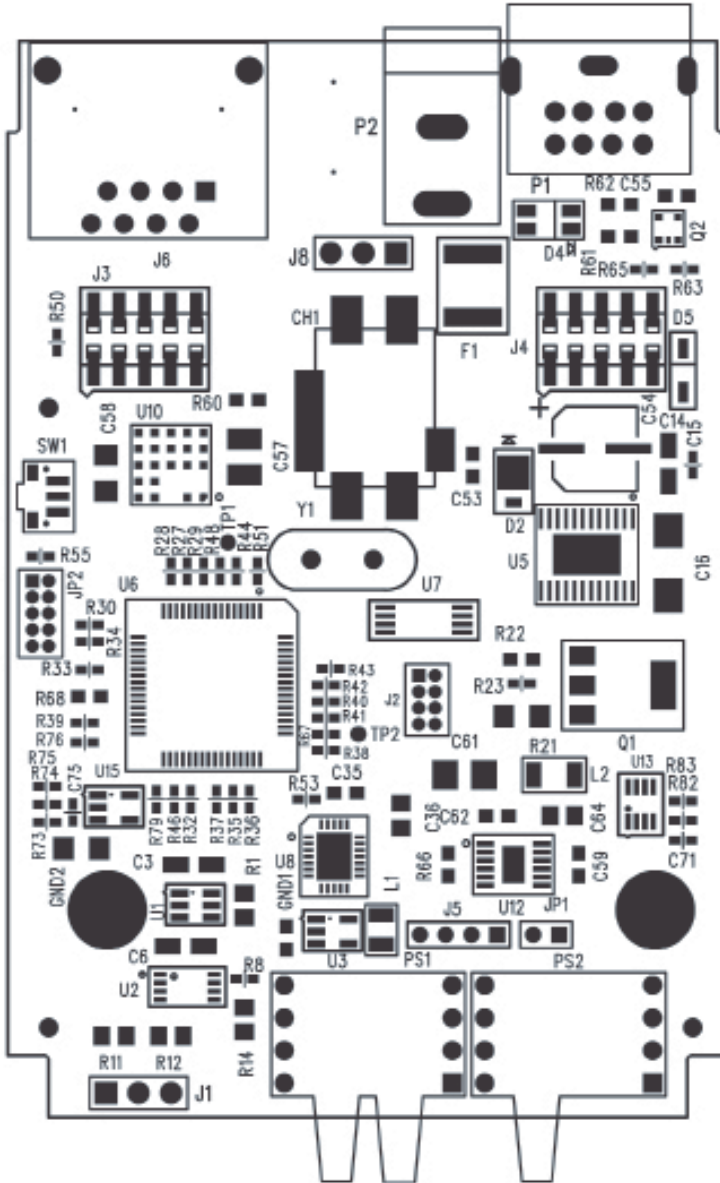 P2
P1
R62
C55
Q2
J6
J8
D4
R61
R65
R63
J3
R50
CH1
F1
J4
D5
C58
U10
R60
C57
C54
C14
C15
SW1
C53
Y1
D2
U5
C16
R28
R27
R29
R48
TP1
R44
R51
R55
JP2
U6
U7
R30
R34
R33
R43
R42
R40
R41
R67
R38
TP2
J2
R22
R23
R68
R39
R76
C61
R21
L2
Q1
U13
R75
R74
R73
C75
U15
R79
R46
R32
R37
R35
R36
R53
C35
C36
C62
C64
R83
R82
C71
GND2
C3
R1
U8
GND1
L1
R66
U12
C59
U1
J5
JP1
C6
U3
PS1
PS2
U2
R8
R14
R11
R12
J1
+